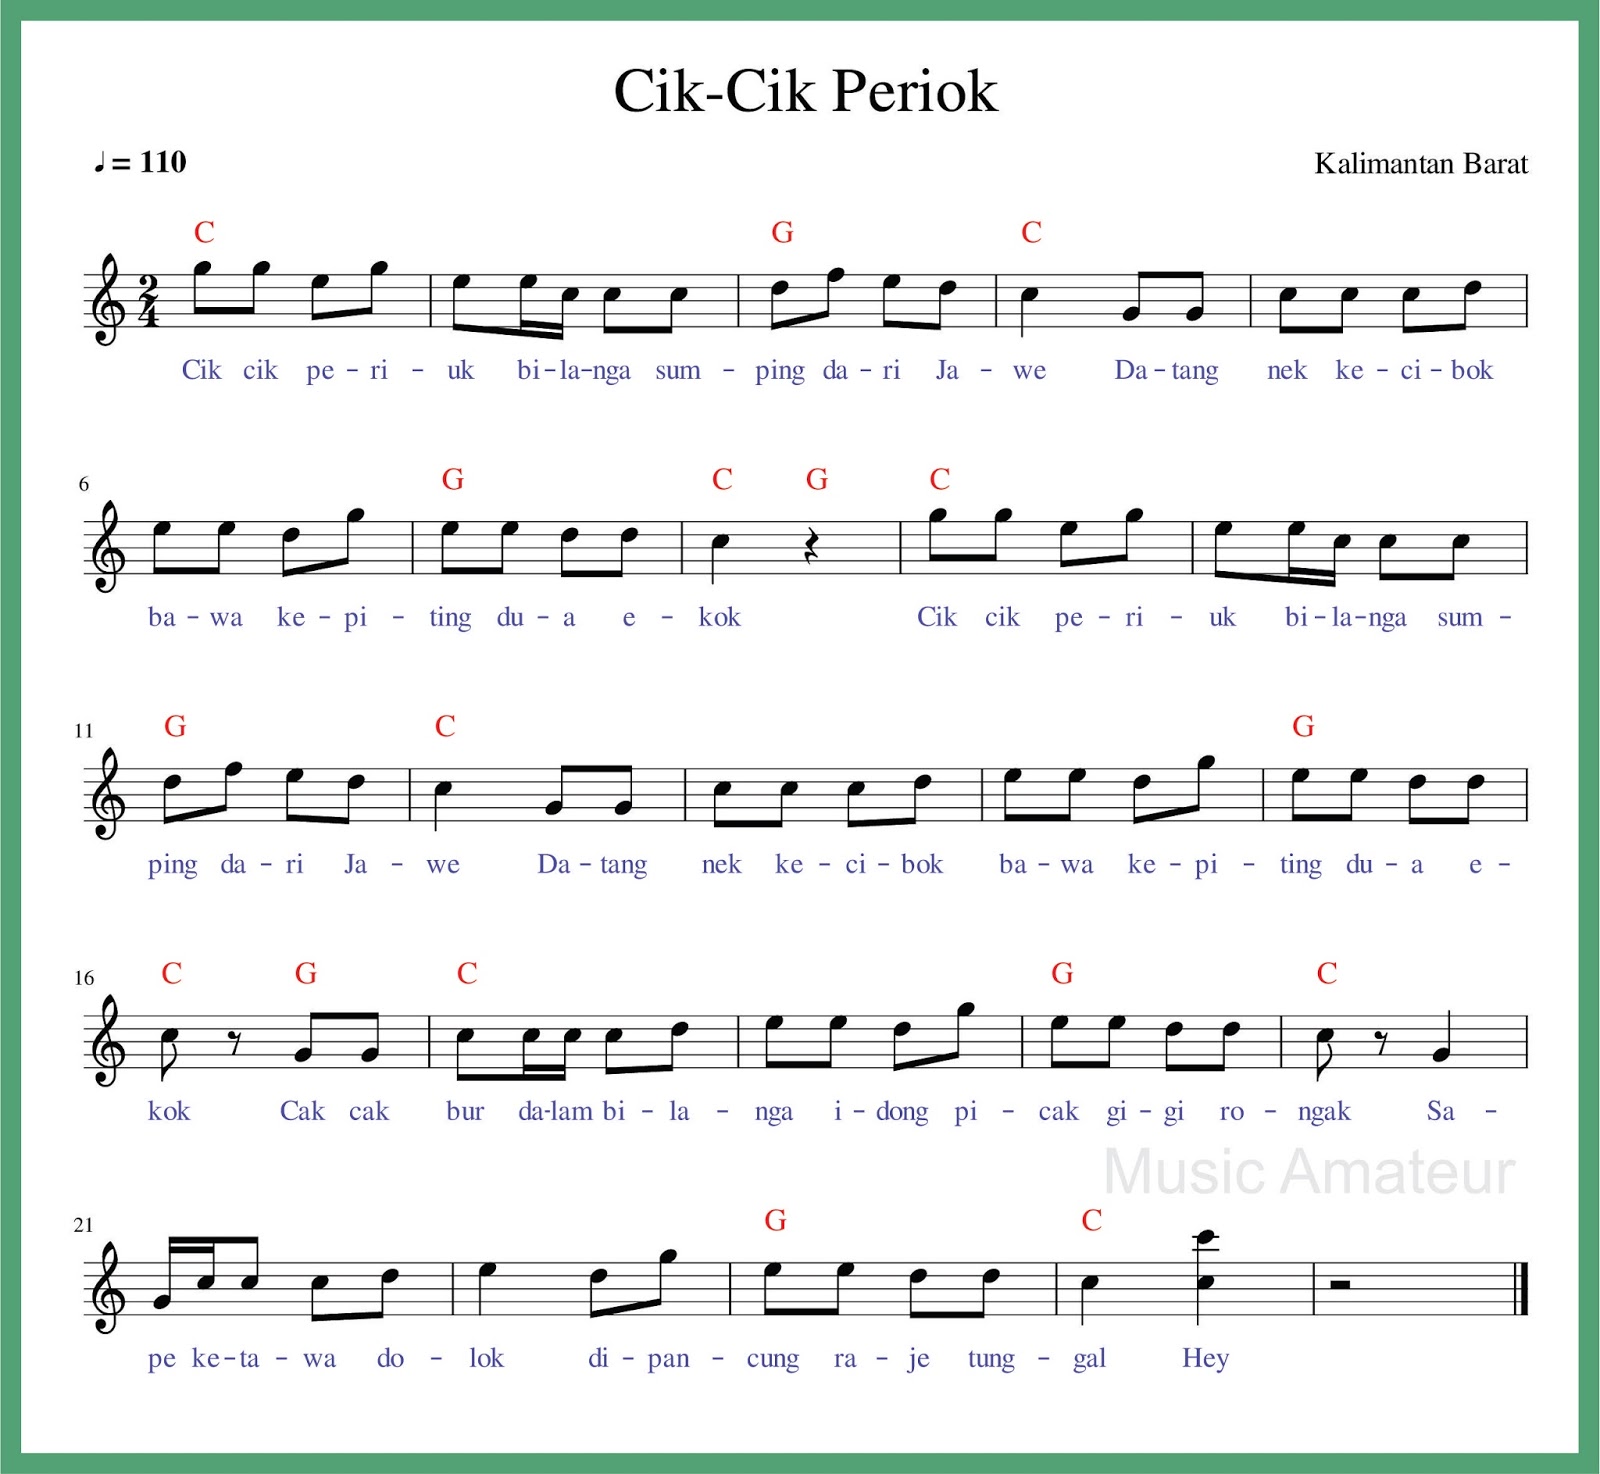 Cik-Cik Periok
♩ = 110
Kalimantan Barat
C G C
2 4
Cik cik pe – ri – uk bi–la–nga sum – ping da – ri Ja – we Da – tang nek ke – ci – bok
6
G C G C
ba – wa ke – pi – ting du – a e – kok Cik cik pe – ri – uk bi–la–nga sum –
11
G C G
ping da – ri Ja – we Da – tang nek ke – ci – bok ba – wa ke – pi – ting du – a e –
16
C G C G C
kok Cak cak bur da-lam bi – la – nga i – dong pi – cak gi – gi ro – ngak Sa –
Music Amateur
21
G C
pe ke–ta – wa do – lok di – pan – cung ra – je tung – gal Hey